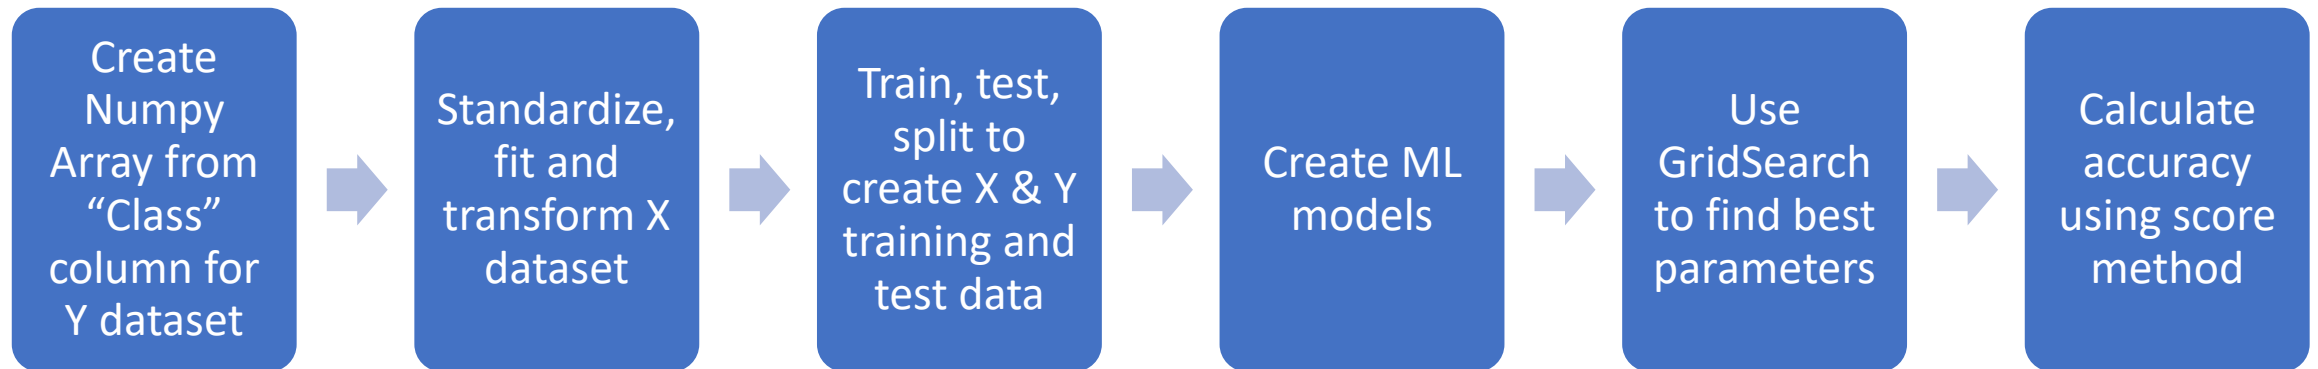 Create
Numpy
Array from
“Class”
column for
Y dataset
Standardize,
fit and
transform X
dataset
Train, test,
split to
create X & Y
training and
test data
Create ML
models
Use
GridSearch
to find best
parameters
Calculate
accuracy
using score
method